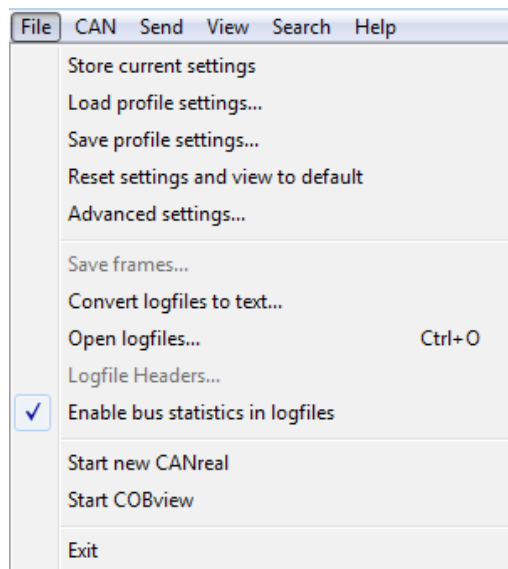 File CAN Send View Search Help
Store current settings
Load profile settings...
Save profile settings...
Reset settings and view to default
Advanced settings...
Save frames...
Convert logfiles to text...
Open logfiles... Ctrl+O
Logfile Headers...
Enable bus statistics in logfiles
Start new CANreal
Start COBview
Exit